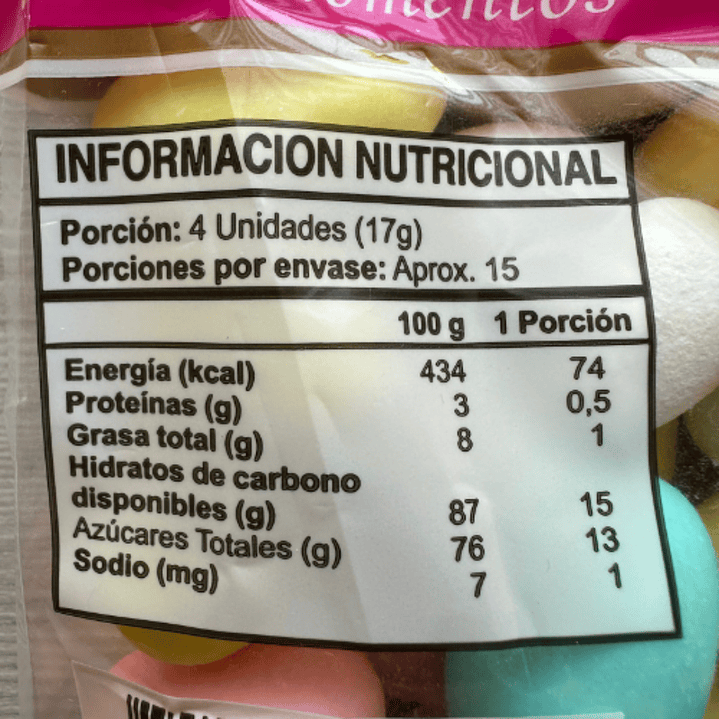 INFORMACION NUTRICIONAL
Porción: 4 Unidades (17g)
Porciones por envase: Aprox. 15
100 g 1 Porción
Energía (kcal) 434 74
Proteínas (g) 3 0,5
Grasa total (g) 8 1
Hidratos de carbono
disponibles (g) 87 15
Azúcares Totales (g) 76 13
Sodio (mg) 7 1